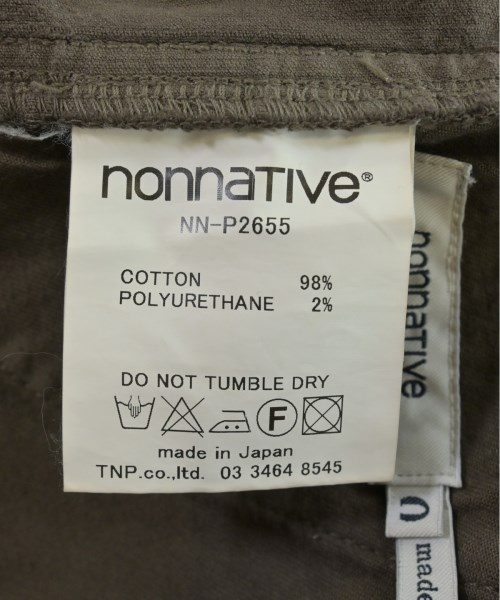 nonnaTIVe®
NN-P2655
COTTON 98%
POLYURETHANE 2%
DO NOT TUMBLE DRY
F
made in Japan
TNP.co.,ltd. 03 3464 8545
nonnaTIVe
0
made